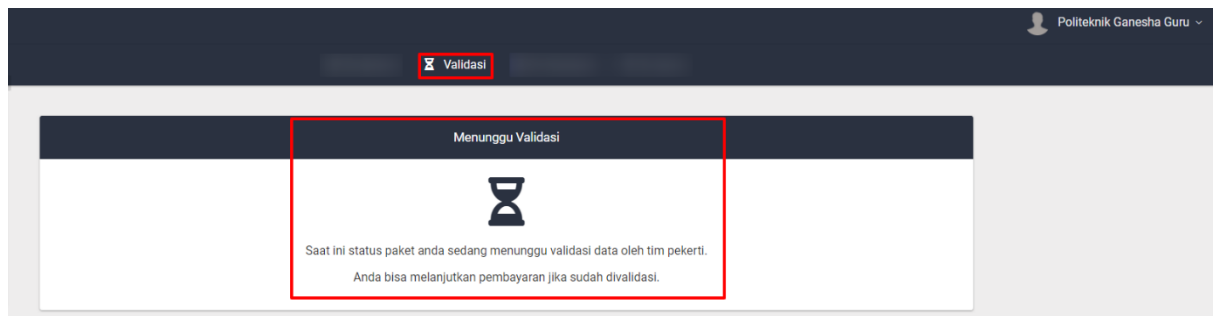 Politeknik Ganesha Guru
Validasi
Menunggu Validasi
Saat ini status paket anda sedang menunggu validasi data oleh tim pekerti.
Anda bisa melanjutkan pembayaran jika sudah divalidasi.